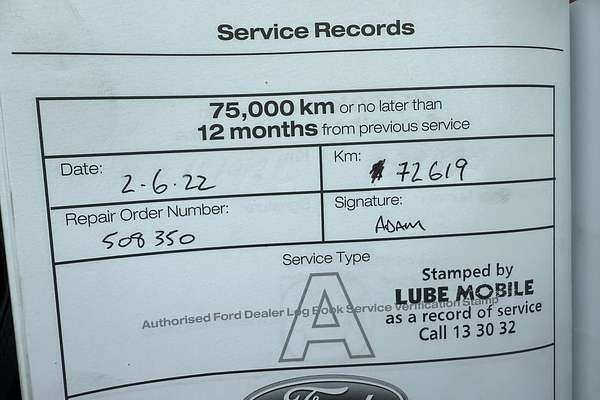 Service Records
75,000 km or no later than
12 months from previous service
Date: 2.6.22
Km: 72619
Repair Order Number: 508350
Signature: ADAM
Service Type
A
Authorised Ford Dealer Log Book Service Verification Stamp
Stamped by
LUBE MOBILE
as a record of service
Call 13 30 32
Ford